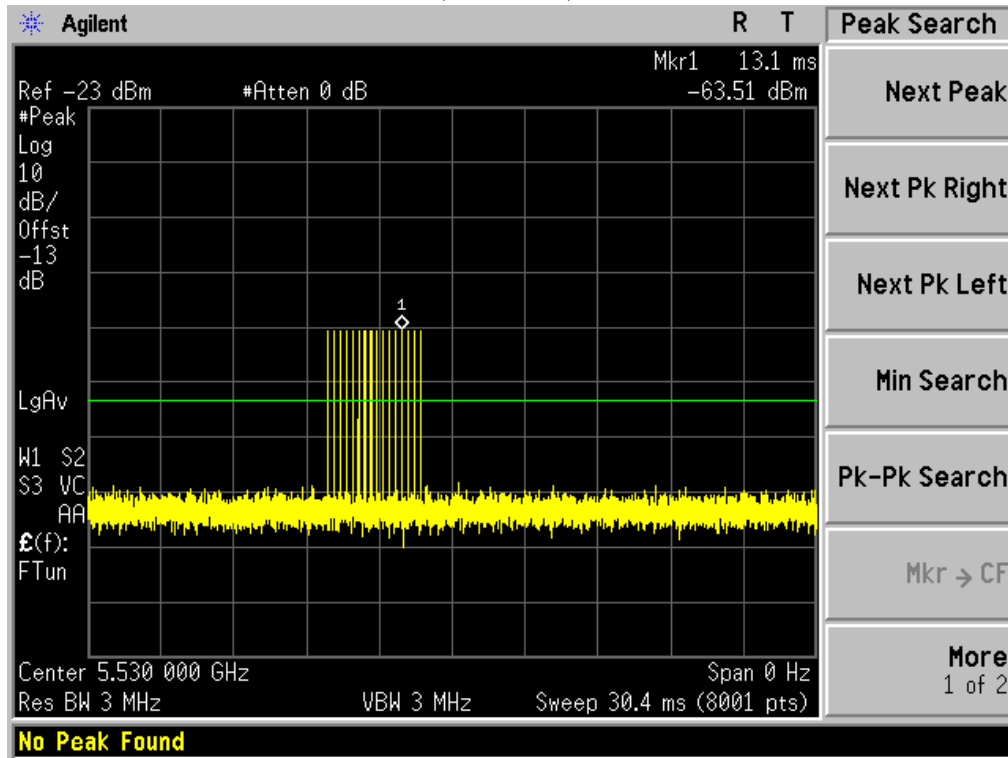 Agilent R T
Peak Search
Mkr1 13.1 ms
Ref -23 dBm #Atten 0 dB -63.51 dBm
#Peak
Log
10
dB/
Offst
-13
dB
1
LgAv
W1 S2
S3 VC
AA
£(f):
FTun
Center 5.530 000 GHz Span 0 Hz
Res BW 3 MHz VBW 3 MHz Sweep 30.4 ms (8001 pts)
No Peak Found
Next Peak
Next Pk Right
Next Pk Left
Min Search
Pk-Pk Search
Mkr → CF
More
1 of 2